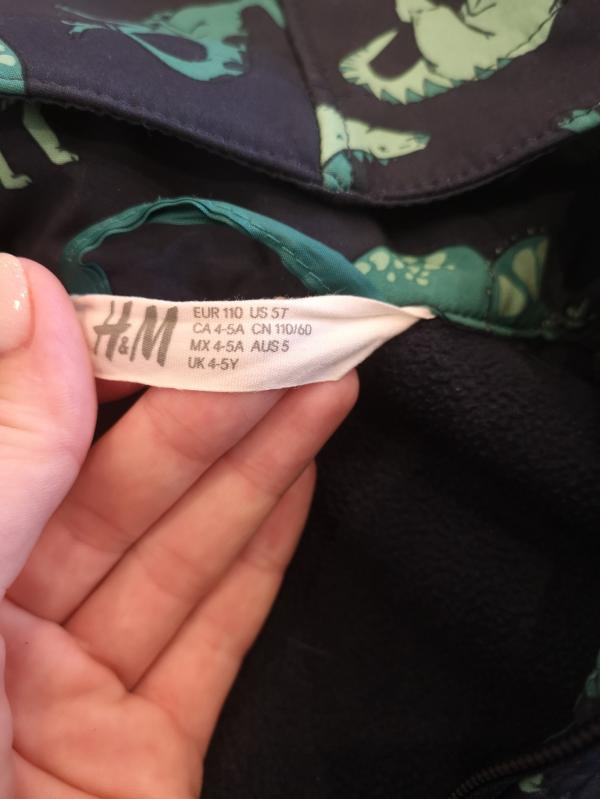 H&M
EUR 110 US 5T
CA 4-5A CN 110/60
MX 4-5A AUS 5
UK 4-5Y